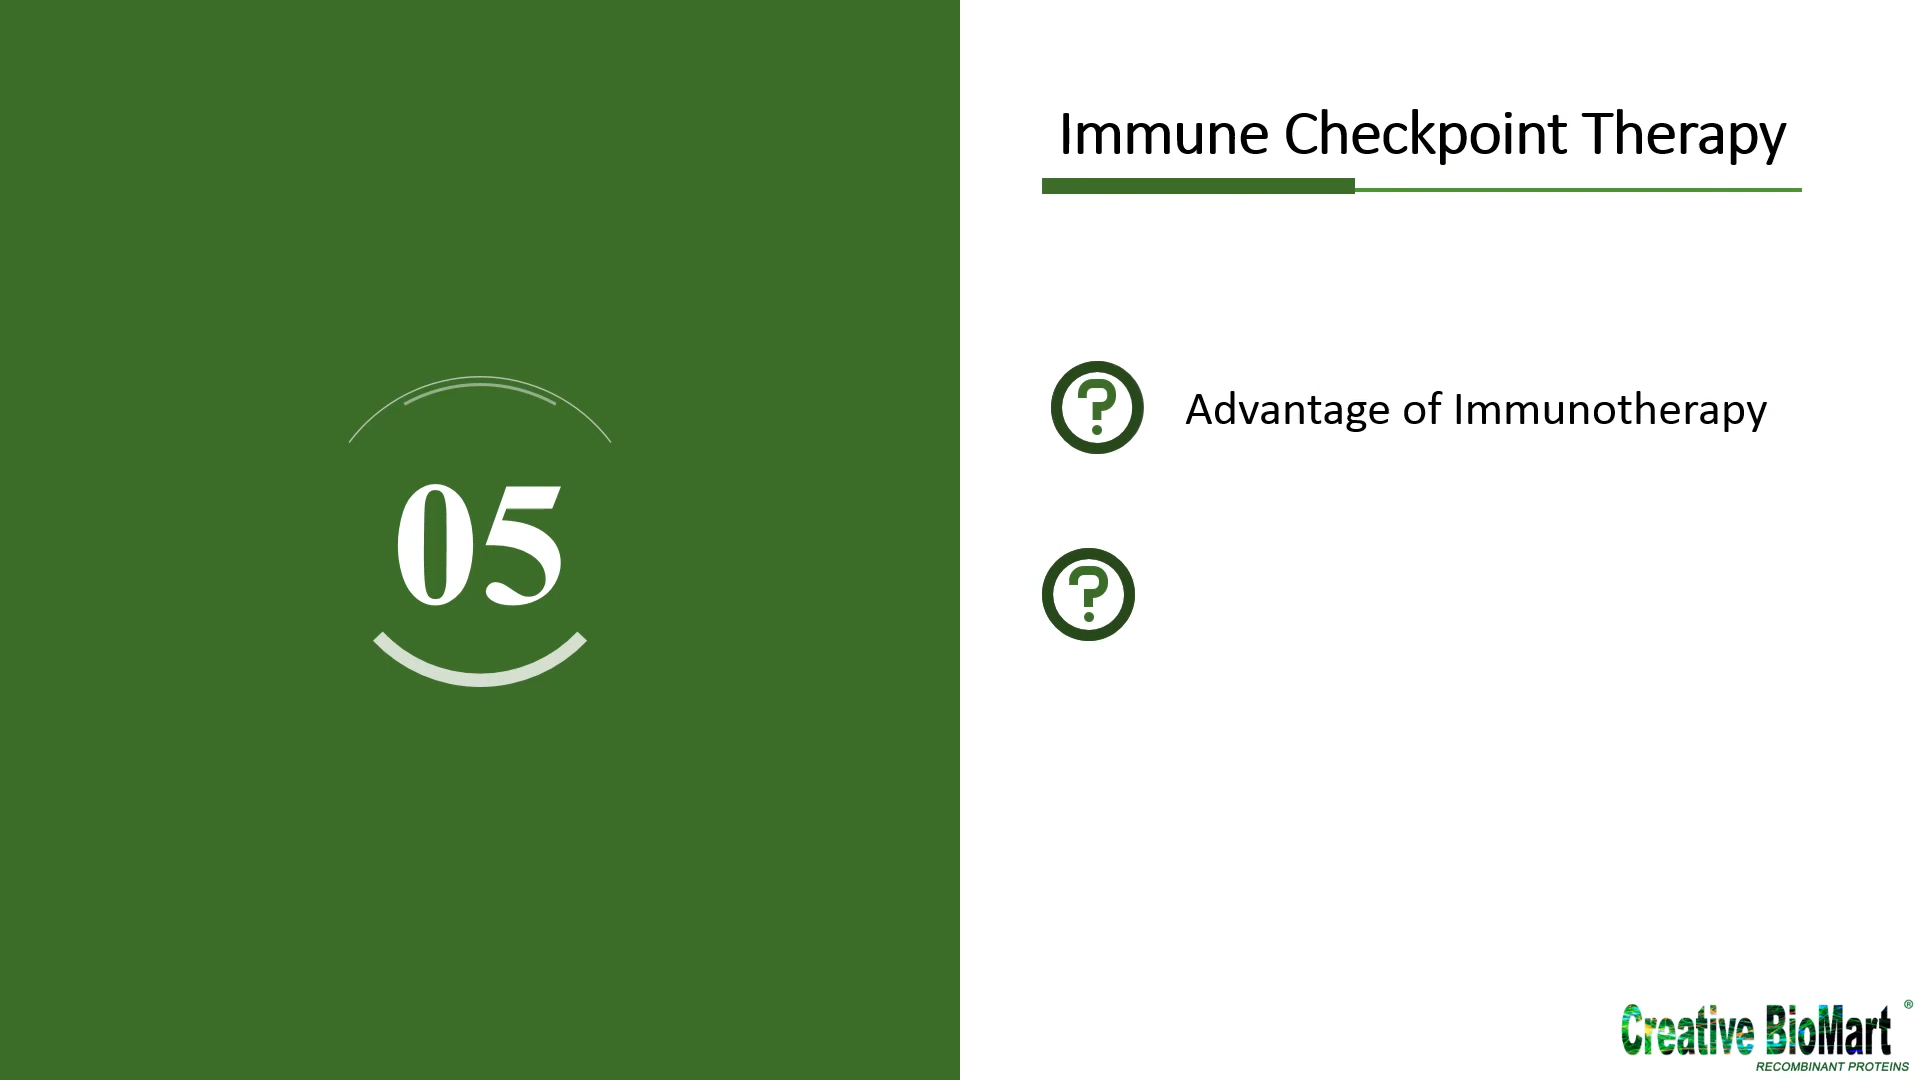 05
Immune Checkpoint Therapy
Advantage of Immunotherapy
Creative BioMart ®
RECOMBINANT PROTEINS